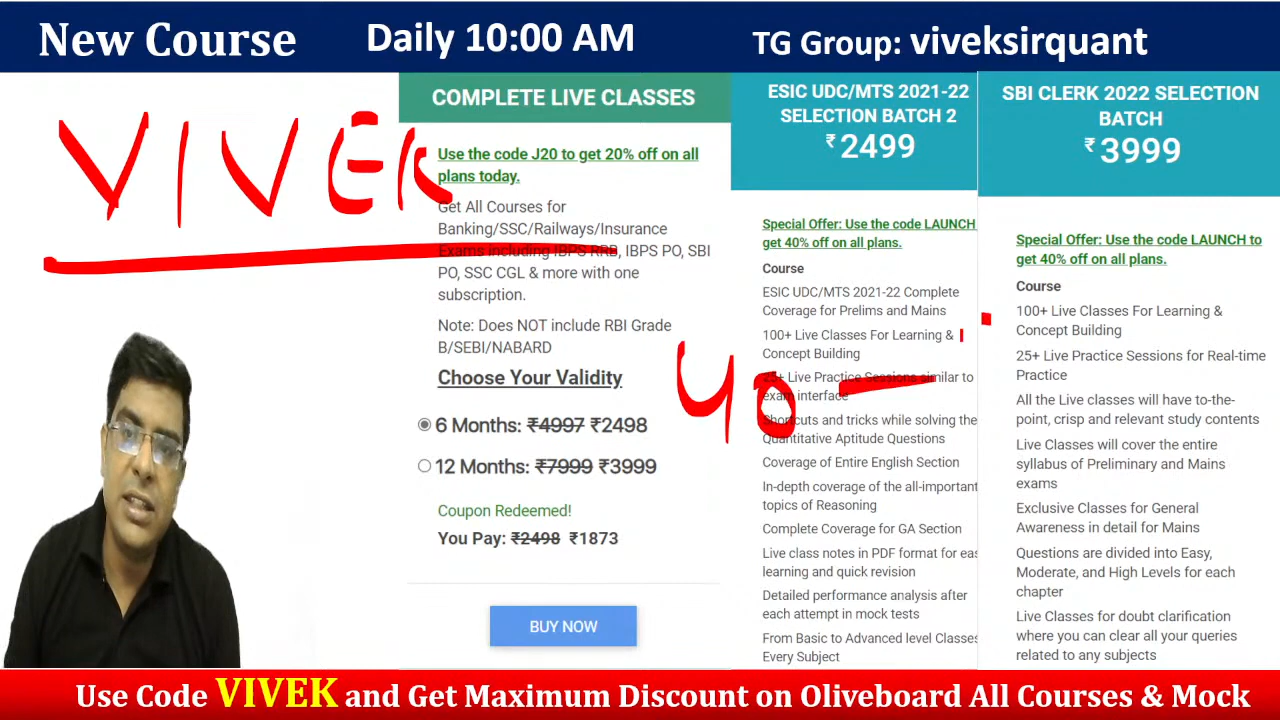 New Course
Daily 10:00 AM
TG Group: viveksirquant
VIVEK
COMPLETE LIVE CLASSES
Use the code J20 to get 20% off on all
plans today.
Get All Courses for
Banking/SSC/Railways/Insurance
Exams including IBPS RRB, IBPS PO, SBI
PO, SSC CGL & more with one
subscription.
Note: Does NOT include RBI Grade
B/SEBI/NABARD
Choose Your Validity
6 Months: ₹4997 ₹2498
12 Months: ₹7999 ₹3999
Coupon Redeemed!
You Pay: ₹2498 ₹1873
BUY NOW
40
ESIC UDC/MTS 2021-22
SELECTION BATCH 2
₹2499
Special Offer: Use the code LAUNCH
get 40% off on all plans.
Course
ESIC UDC/MTS 2021-22 Complete
Coverage for Prelims and Mains
100+ Live Classes For Learning &
Concept Building
25+ Live Practice Sessions similar to
exam interface
Shortcuts and tricks while solving the
Quantitative Aptitude Questions
Coverage of Entire English Section
In-depth coverage of the all-important
topics of Reasoning
Complete Coverage for GA Section
Live class notes in PDF format for eas
learning and quick revision
Detailed performance analysis after
each attempt in mock tests
From Basic to Advanced level Classes
Every Subject
SBI CLERK 2022 SELECTION
BATCH
₹3999
Special Offer: Use the code LAUNCH to
get 40% off on all plans.
Course
100+ Live Classes For Learning &
Concept Building
25+ Live Practice Sessions for Real-time
Practice
All the Live classes will have to-the-
point, crisp and relevant study contents
Live Classes will cover the entire
syllabus of Preliminary and Mains
exams
Exclusive Classes for General
Awareness in detail for Mains
Questions are divided into Easy,
Moderate, and High Levels for each
chapter
Live Classes for doubt clarification
where you can clear all your queries
related to any subjects
Use Code VIVEK and Get Maximum Discount on Oliveboard All Courses & Mock